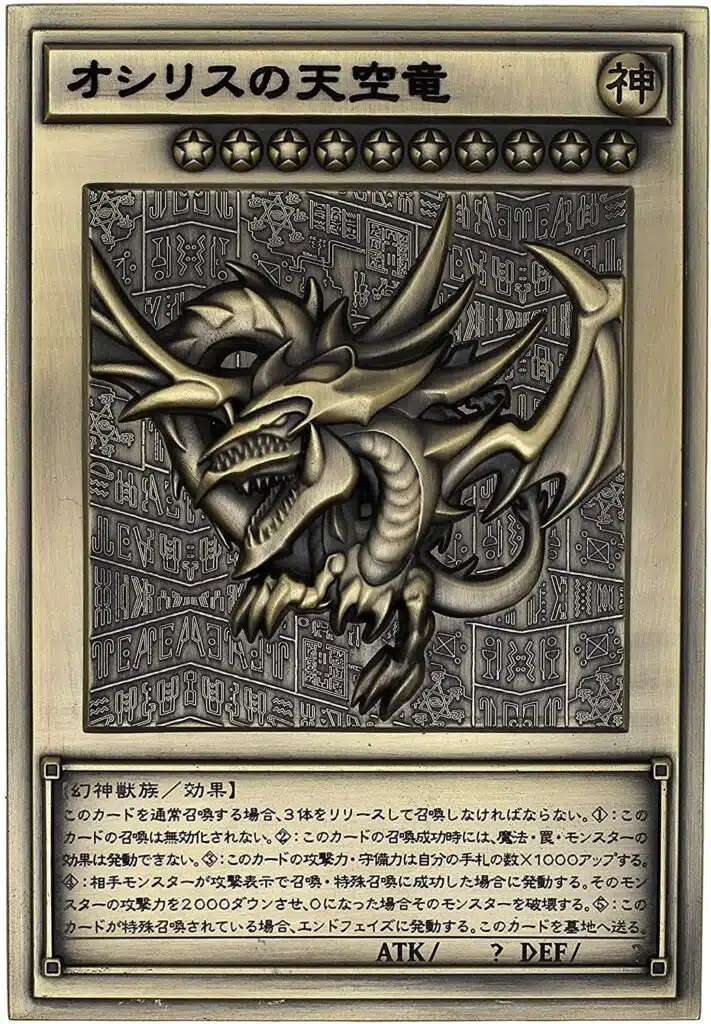 オシリスの天空竜
神
【幻神獣族／効果】
このカードを通常召喚する場合、3体をリリースして召喚しなければならない。①：この
カードの召喚は無効化されない。②：このカードの召喚成功時には、魔法・罠・モンスターの
効果は発動できない。③：このカードの攻撃力・守備力は自分の手札の数×1000アップする。
④：相手モンスターが攻撃表示で召喚・特殊召喚に成功した場合に発動する。そのモン
スターの攻撃力を2000ダウンさせ、0になった場合そのモンスターを破壊する。⑤：この
カードが特殊召喚されている場合、エンドフェイズに発動する。このカードを墓地へ送る。
ATK/ ? DEF/ ?